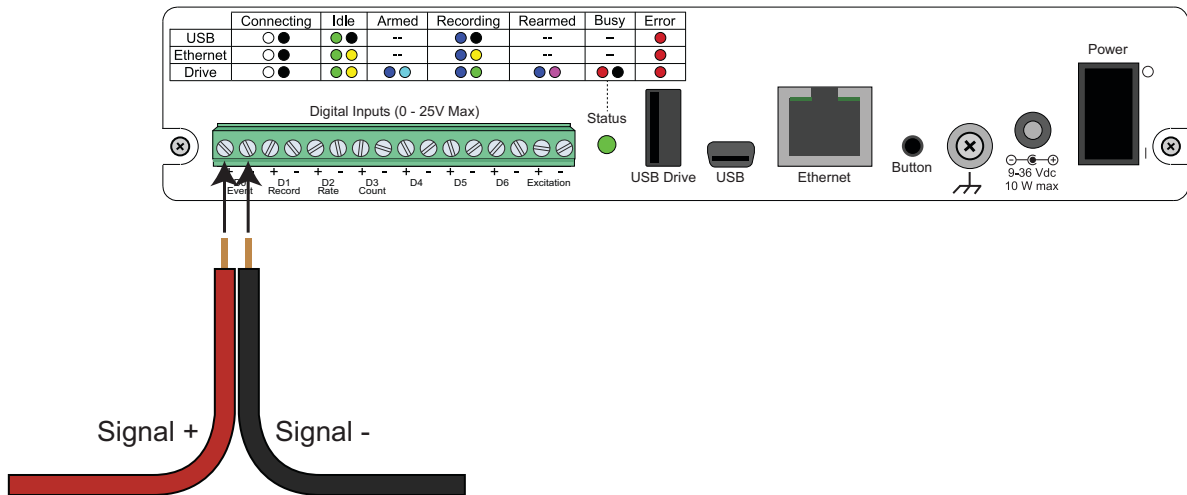 Connecting Idle Armed Recording Rearmed Busy Error
USB -- -- –
Ethernet -- -- –
Drive
Digital Inputs (0 - 25V Max)
Status
Power
+ - + - + - + - + - + - + - + -
D0 D1 D2 D3 D4 D5 D6 Excitation
Event Record Rate Count
USB Drive USB Ethernet Button
9-36 Vdc
10 W max
Signal + Signal -